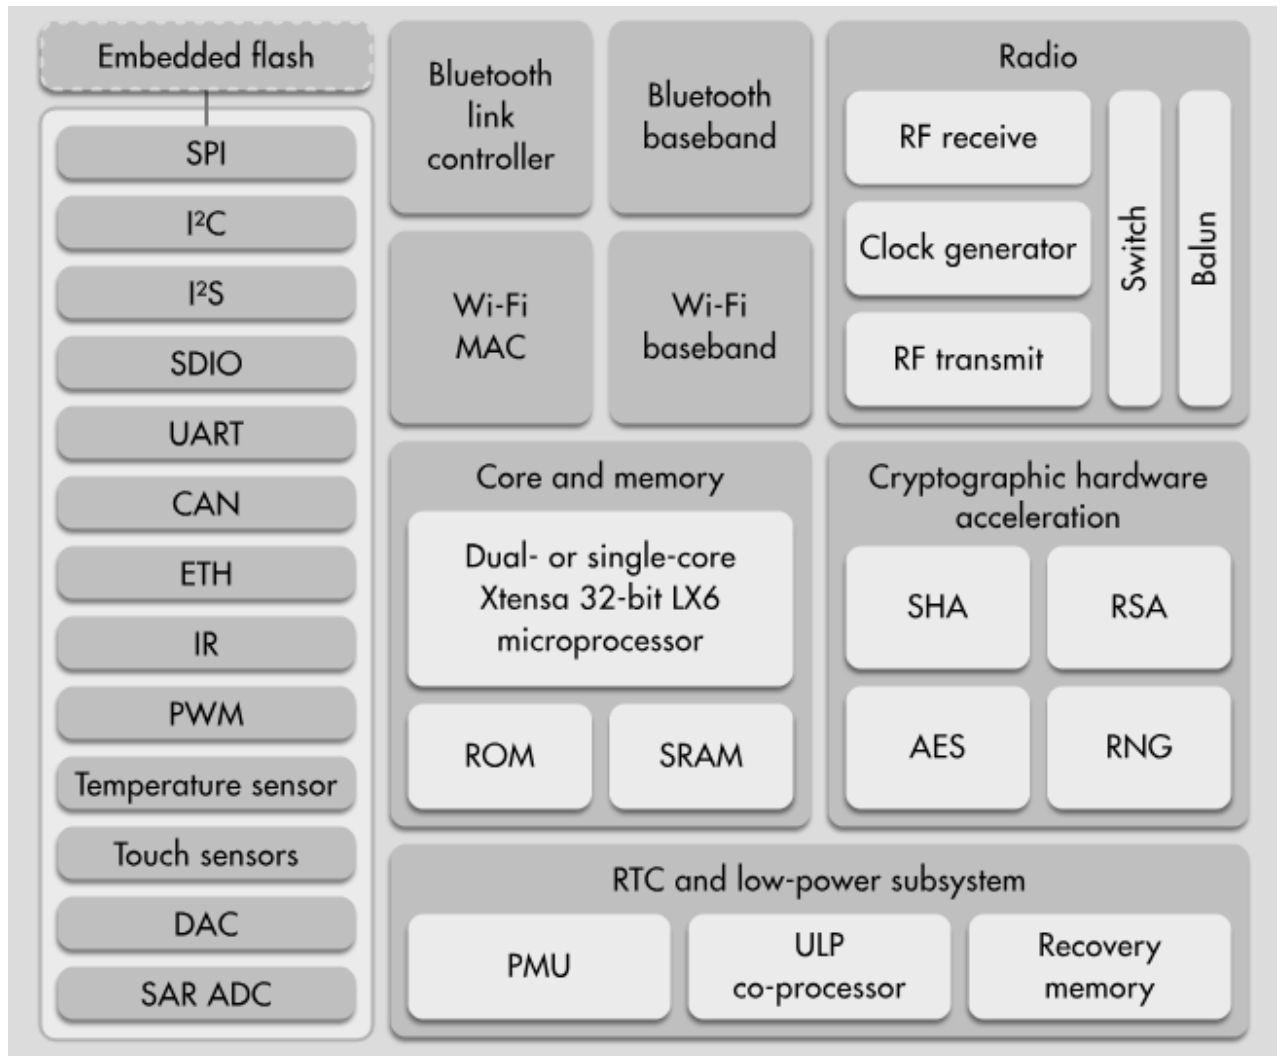 Embedded flash
SPI
I²C
I²S
SDIO
UART
CAN
ETH
IR
PWM
Temperature sensor
Touch sensors
DAC
SAR ADC
Bluetooth
link
controller
Bluetooth
baseband
Wi-Fi
MAC
Wi-Fi
baseband
Radio
RF receive
Clock generator
RF transmit
Switch
Balun
Core and memory
Dual- or single-core
Xtensa 32-bit LX6
microprocessor
ROM
SRAM
Cryptographic hardware
acceleration
SHA
RSA
AES
RNG
RTC and low-power subsystem
PMU
ULP
co-processor
Recovery
memory